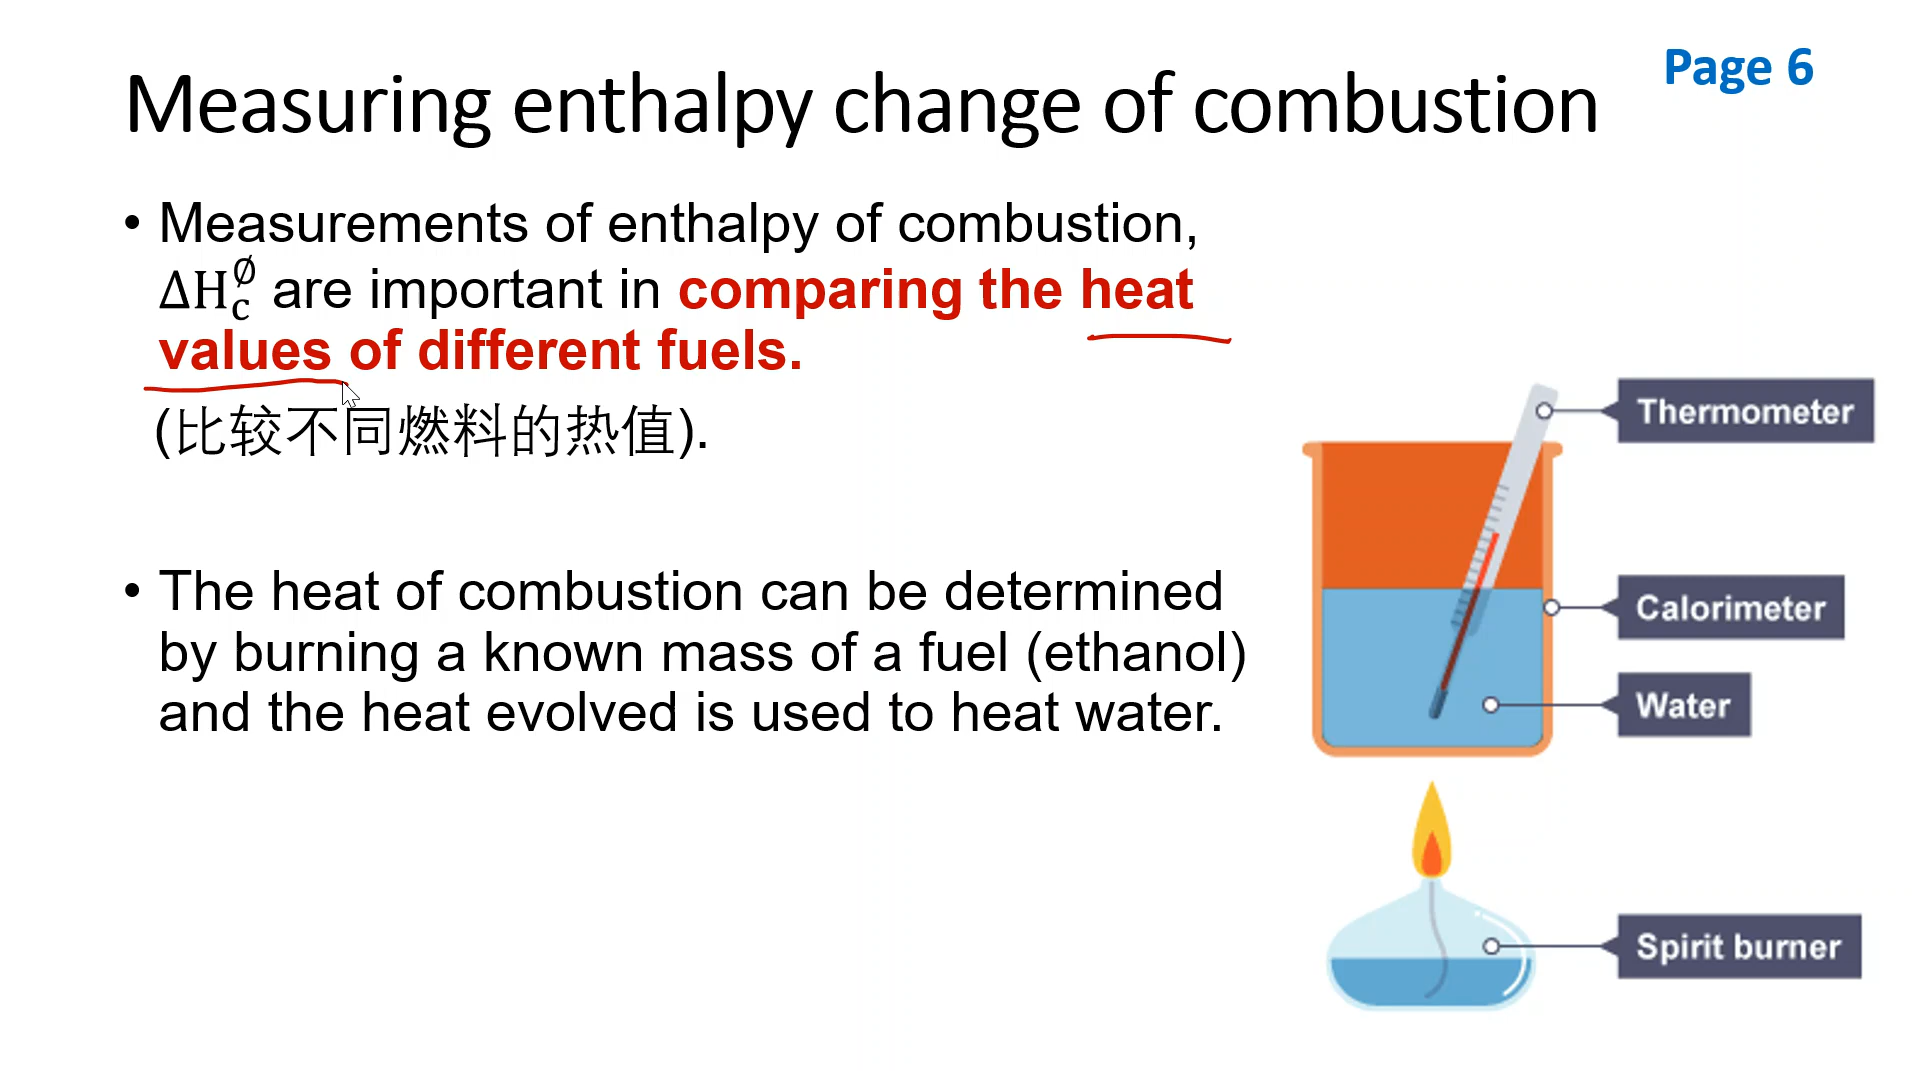 Page 6
Measuring enthalpy change of combustion
• Measurements of enthalpy of combustion,
ΔH_c^∅ are important in comparing the heat
values of different fuels.
(比较不同燃料的热值).
• The heat of combustion can be determined
by burning a known mass of a fuel (ethanol)
and the heat evolved is used to heat water.
Thermometer
Calorimeter
Water
Spirit burner